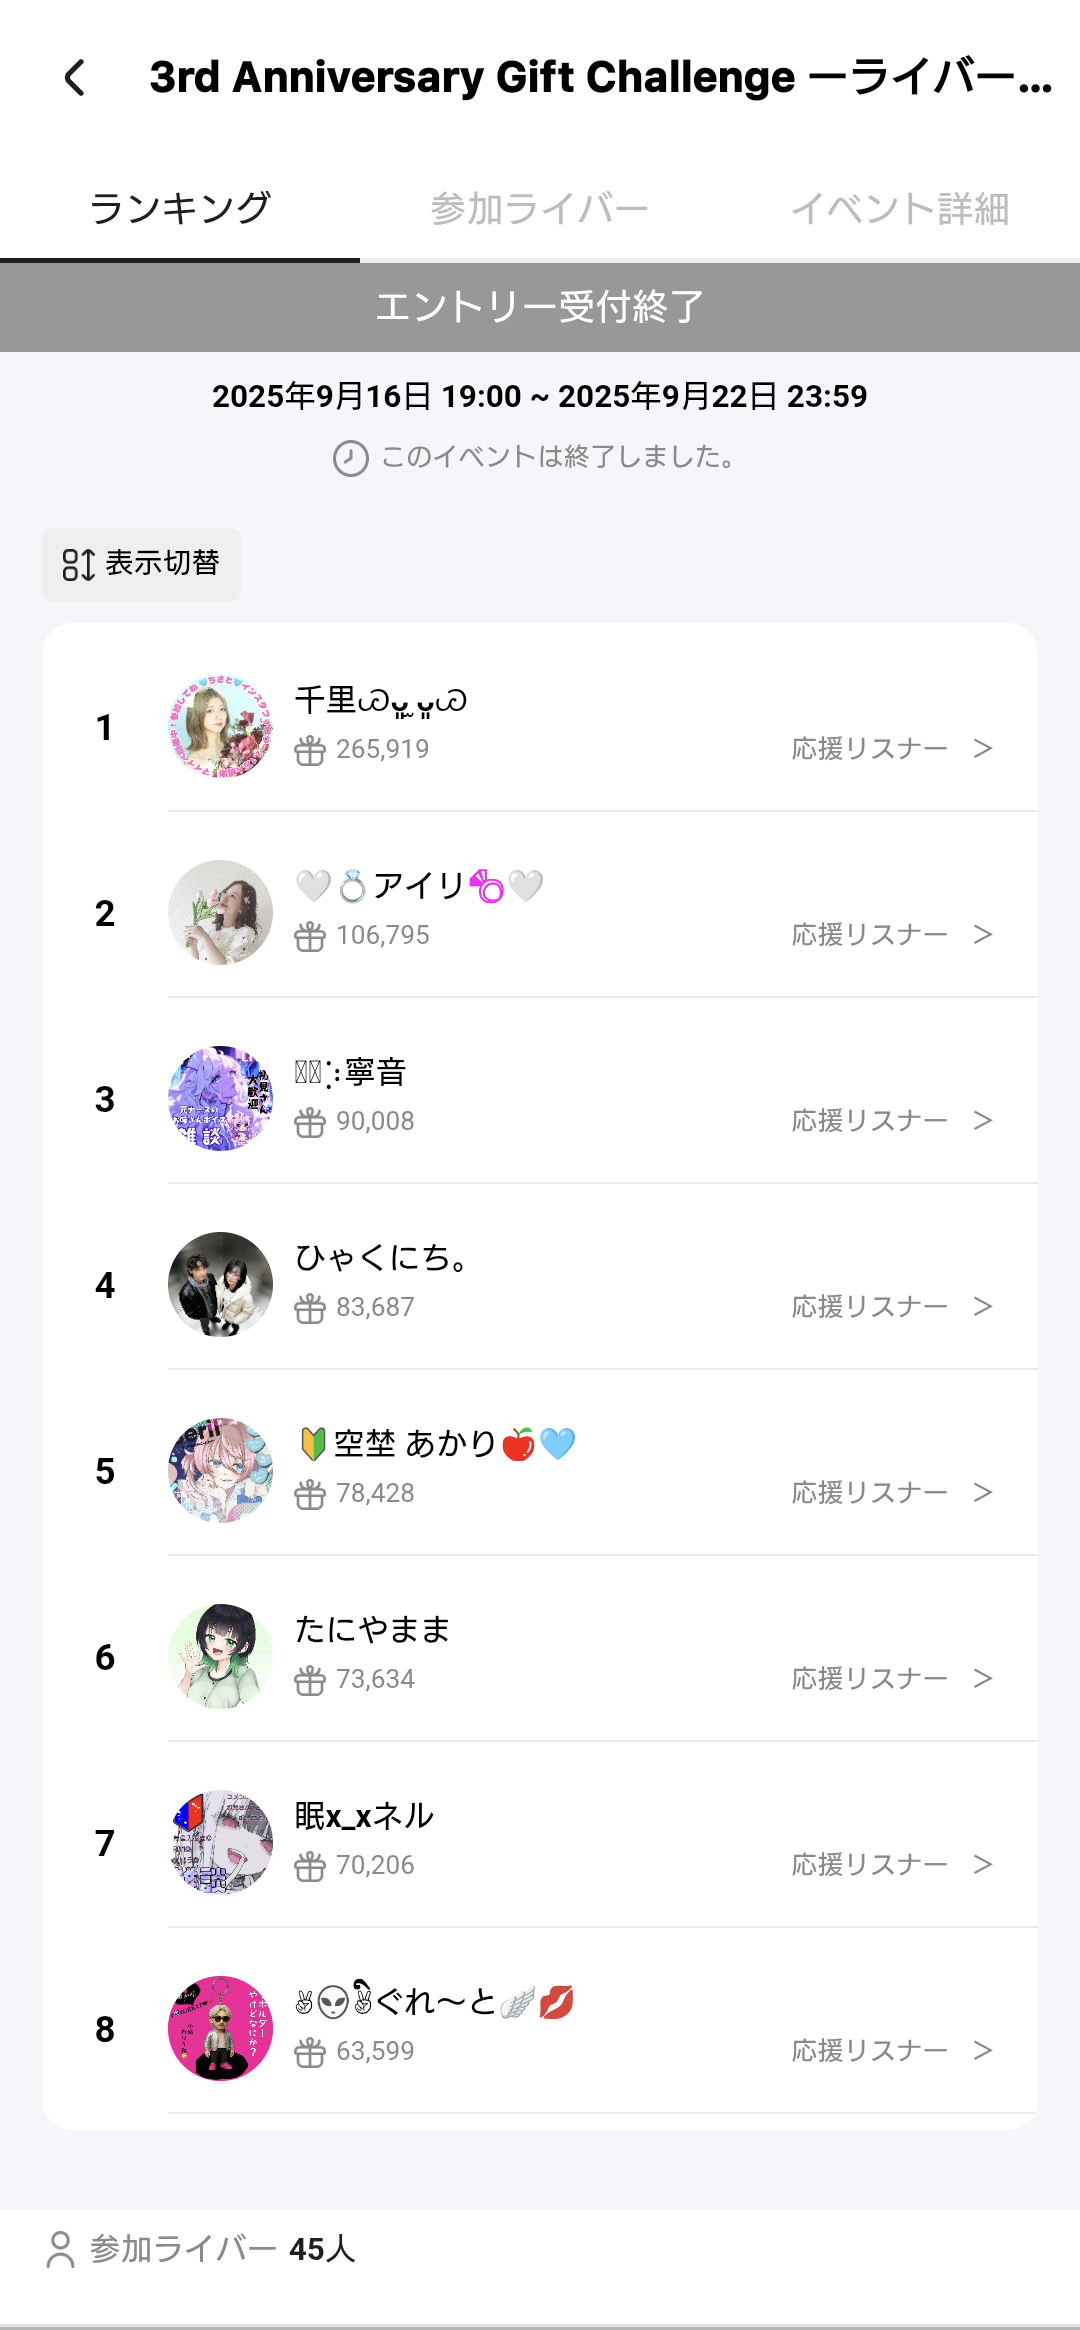 3rd Anniversary Gift Challenge ーライバー...
ランキング 参加ライバー イベント詳細
エントリー受付終了
2025年9月16日 19:00 ~ 2025年9月22日 23:59
このイベントは終了しました。
表示切替
1
千里
265,919 応援リスナー >
2
🤍💍アイリ🤍
106,795 応援リスナー >
3
寧音
90,008 応援リスナー >
4
ひゃくにち。
83,687 応援リスナー >
5
🔰空埜 あかり🍎🩵
78,428 応援リスナー >
6
たにやまま
73,634 応援リスナー >
7
眠x_xネル
70,206 応援リスナー >
8
✌👽✌ぐれ〜と🪽💋
63,599 応援リスナー >
参加ライバー 45人